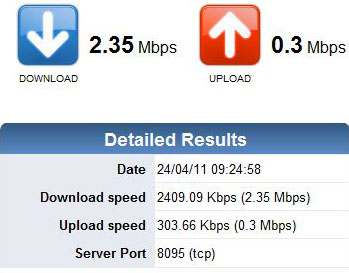 2.35 Mbps
DOWNLOAD
0.3 Mbps
UPLOAD
Detailed Results
Date 24/04/11 09:24:58
Download speed 2409.09 Kbps (2.35 Mbps)
Upload speed 303.66 Kbps (0.3 Mbps)
Server Port 8095 (tcp)